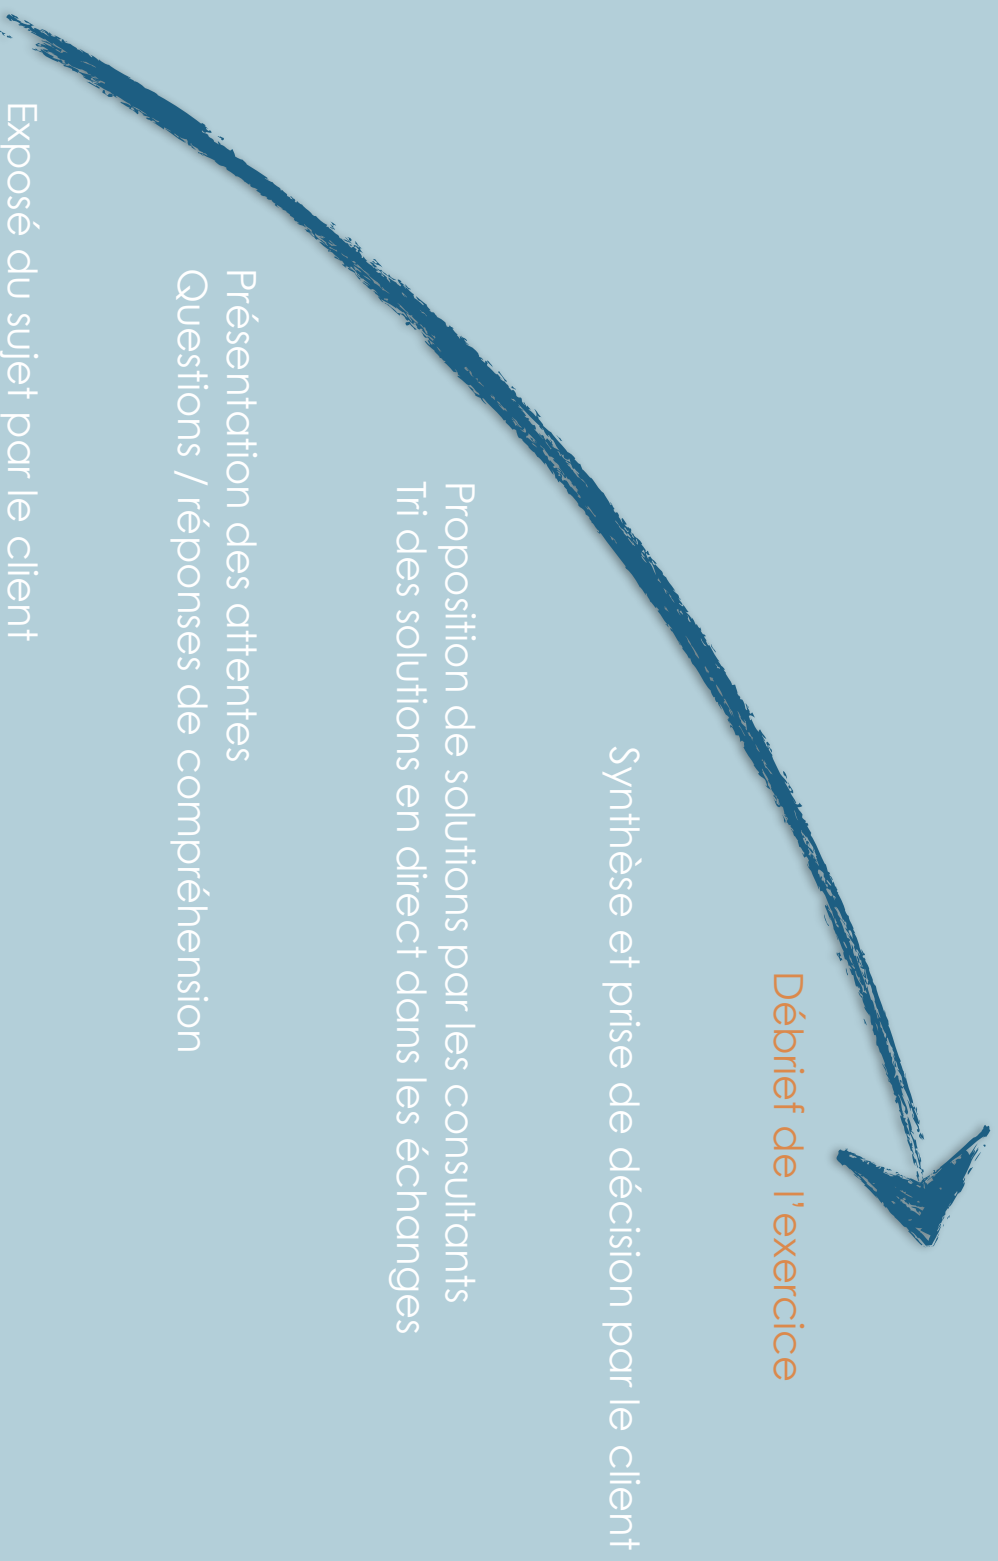 Débrief de l’exercice
Synthèse et prise de décision par le client
Proposition de solutions par les consultants
Tri des solutions en direct dans les échanges
Présentation des attentes
Questions / réponses de compréhension
Exposé du sujet par le client